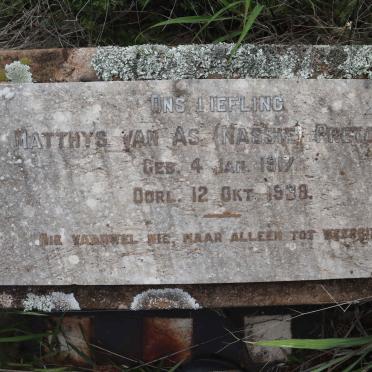 ONS LIEFLING
MATTHYS VAN AS (NASSIE)
GEB. 4 JAN. 1917
OORL. 12 OKT. 1938.
NIE VAARWEL NIE, MAAR ALLEEN TOT